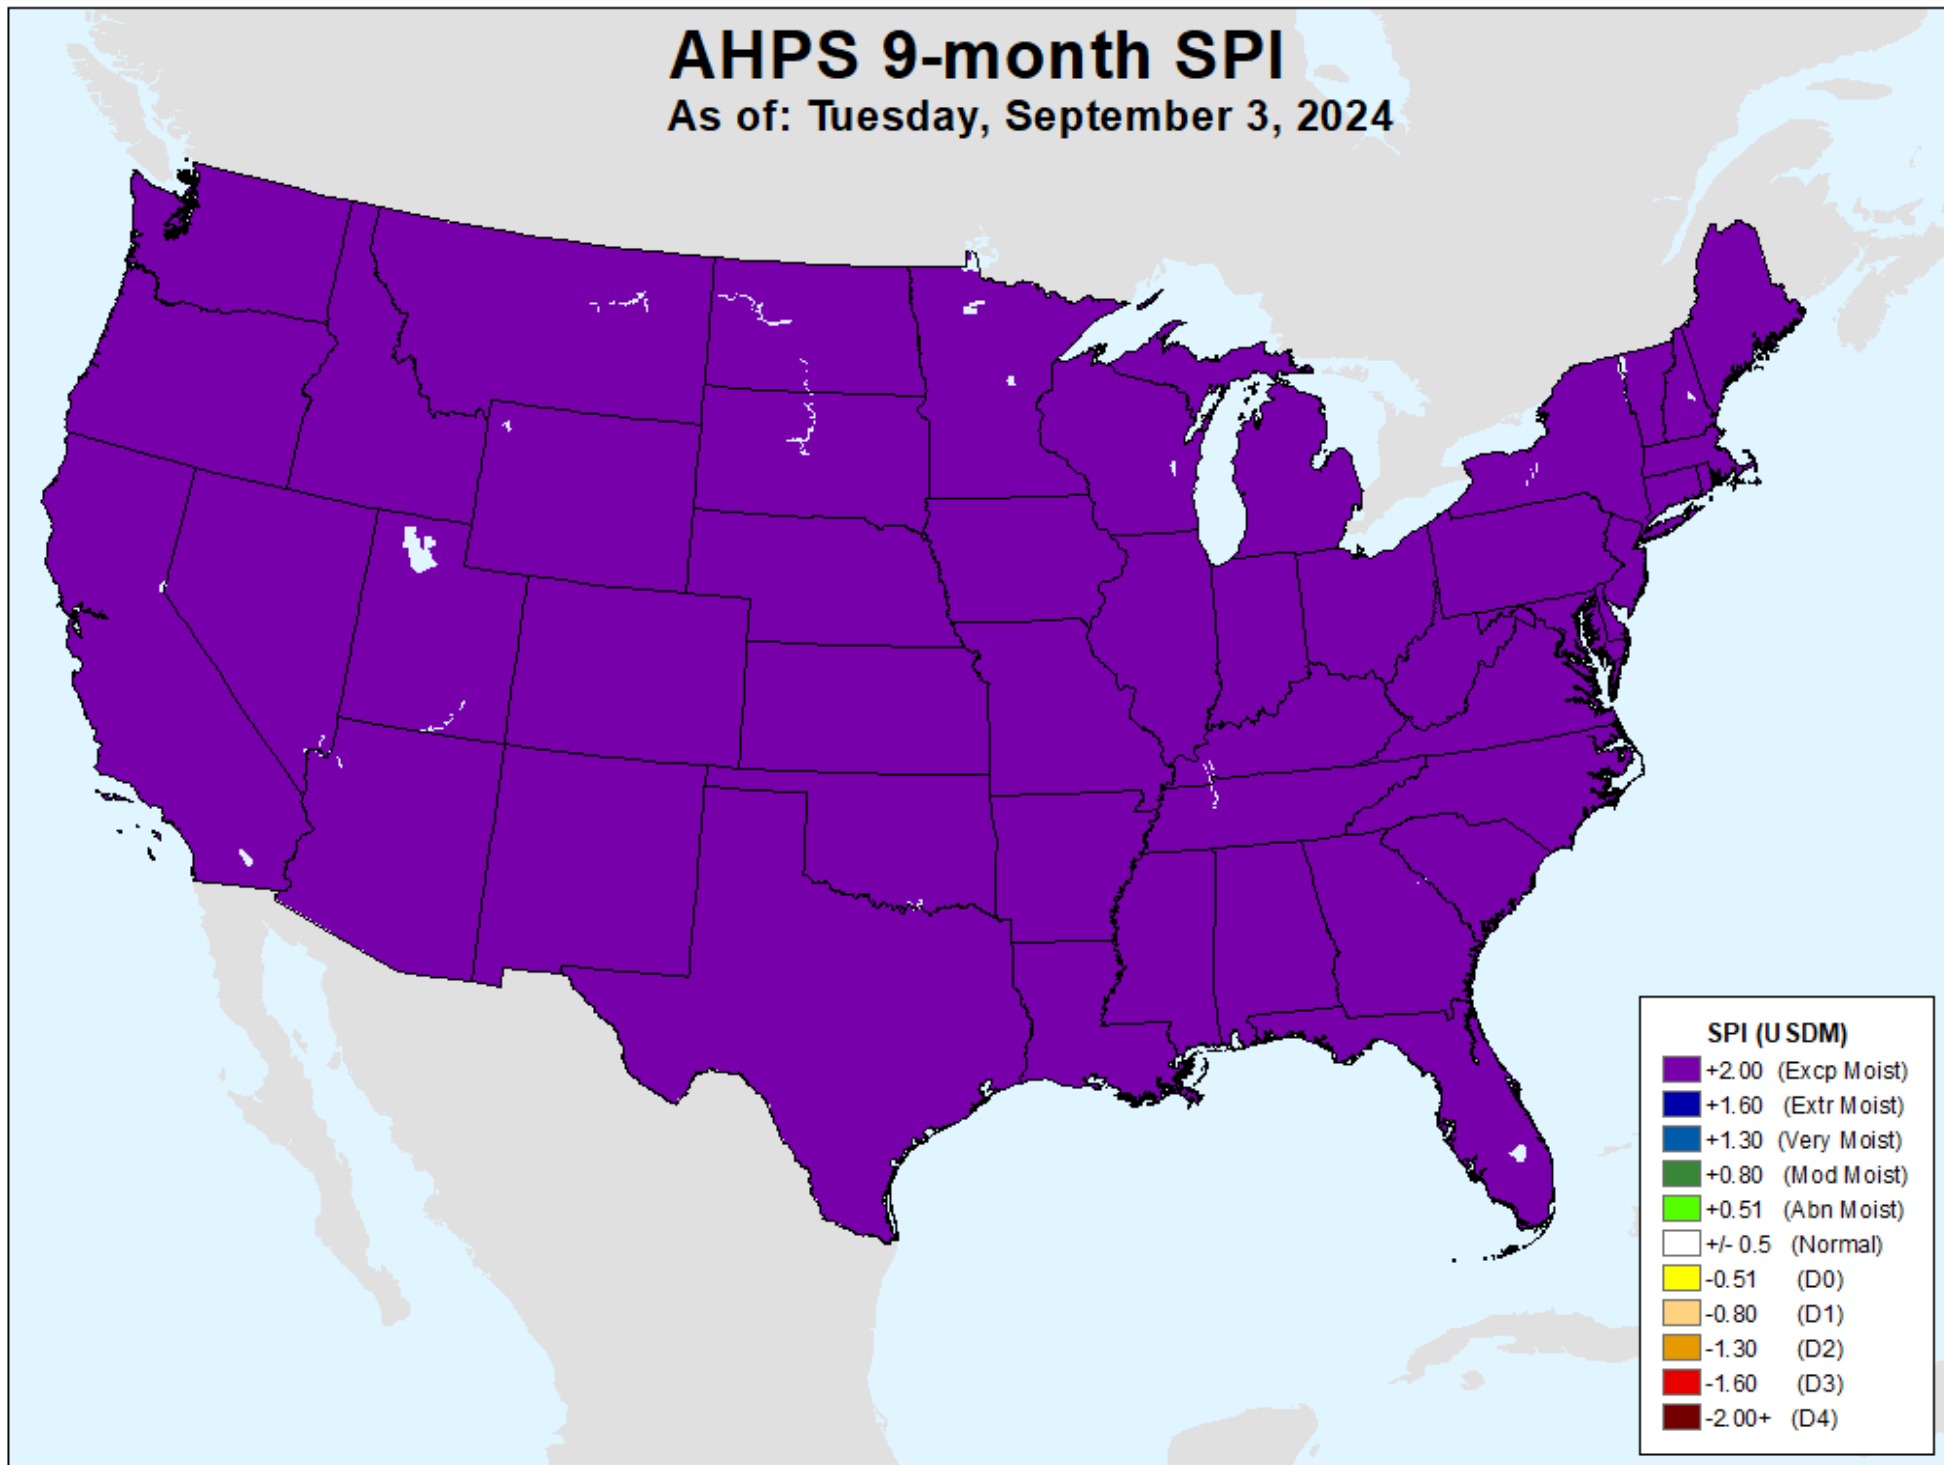 AHPS 9-month SPI
As of: Tuesday, September 3, 2024
SPI (USDM)
+2.00 (Excp Moist)
+1.60 (Extr Moist)
+1.30 (Very Moist)
+0.80 (Mod Moist)
+0.51 (Abn Moist)
+/- 0.5 (Normal)
-0.51 (D0)
-0.80 (D1)
-1.30 (D2)
-1.60 (D3)
-2.00+ (D4)